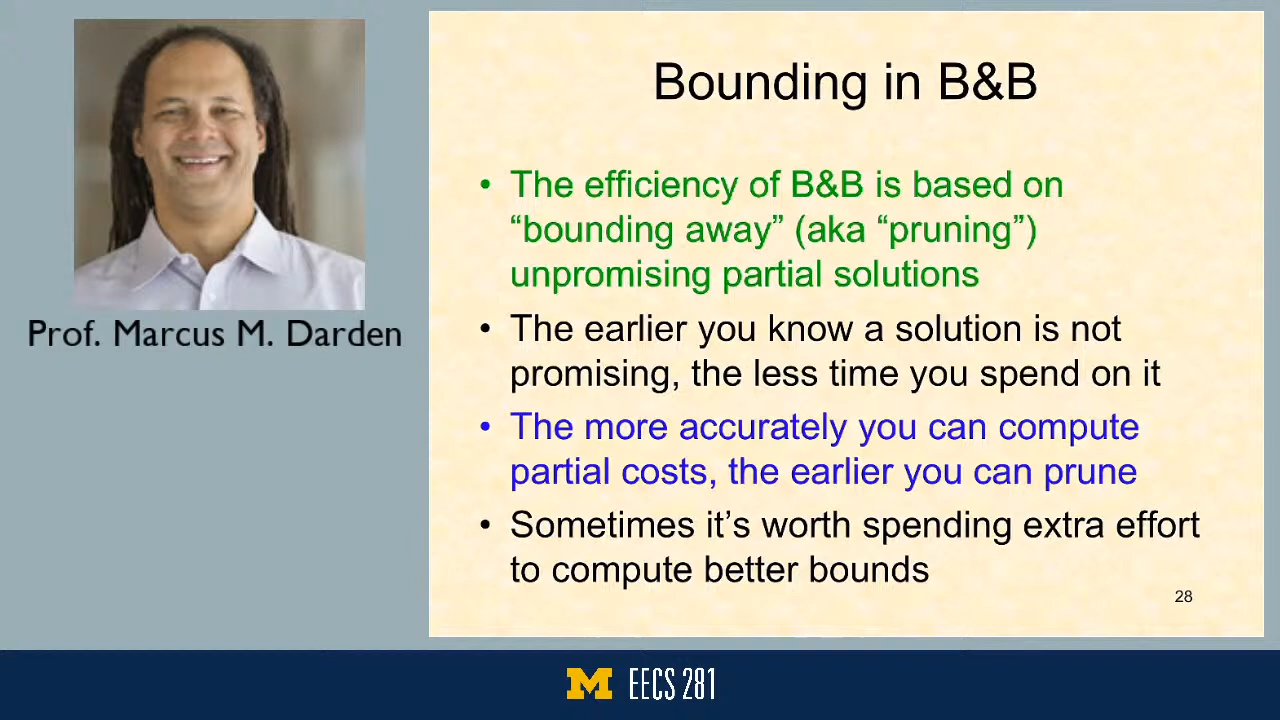 Prof. Marcus M. Darden
Bounding in B&B
• The efficiency of B&B is based on
“bounding away” (aka “pruning”)
unpromising partial solutions
• The earlier you know a solution is not
promising, the less time you spend on it
• The more accurately you can compute
partial costs, the earlier you can prune
• Sometimes it’s worth spending extra effort
to compute better bounds
28
M EECS 281